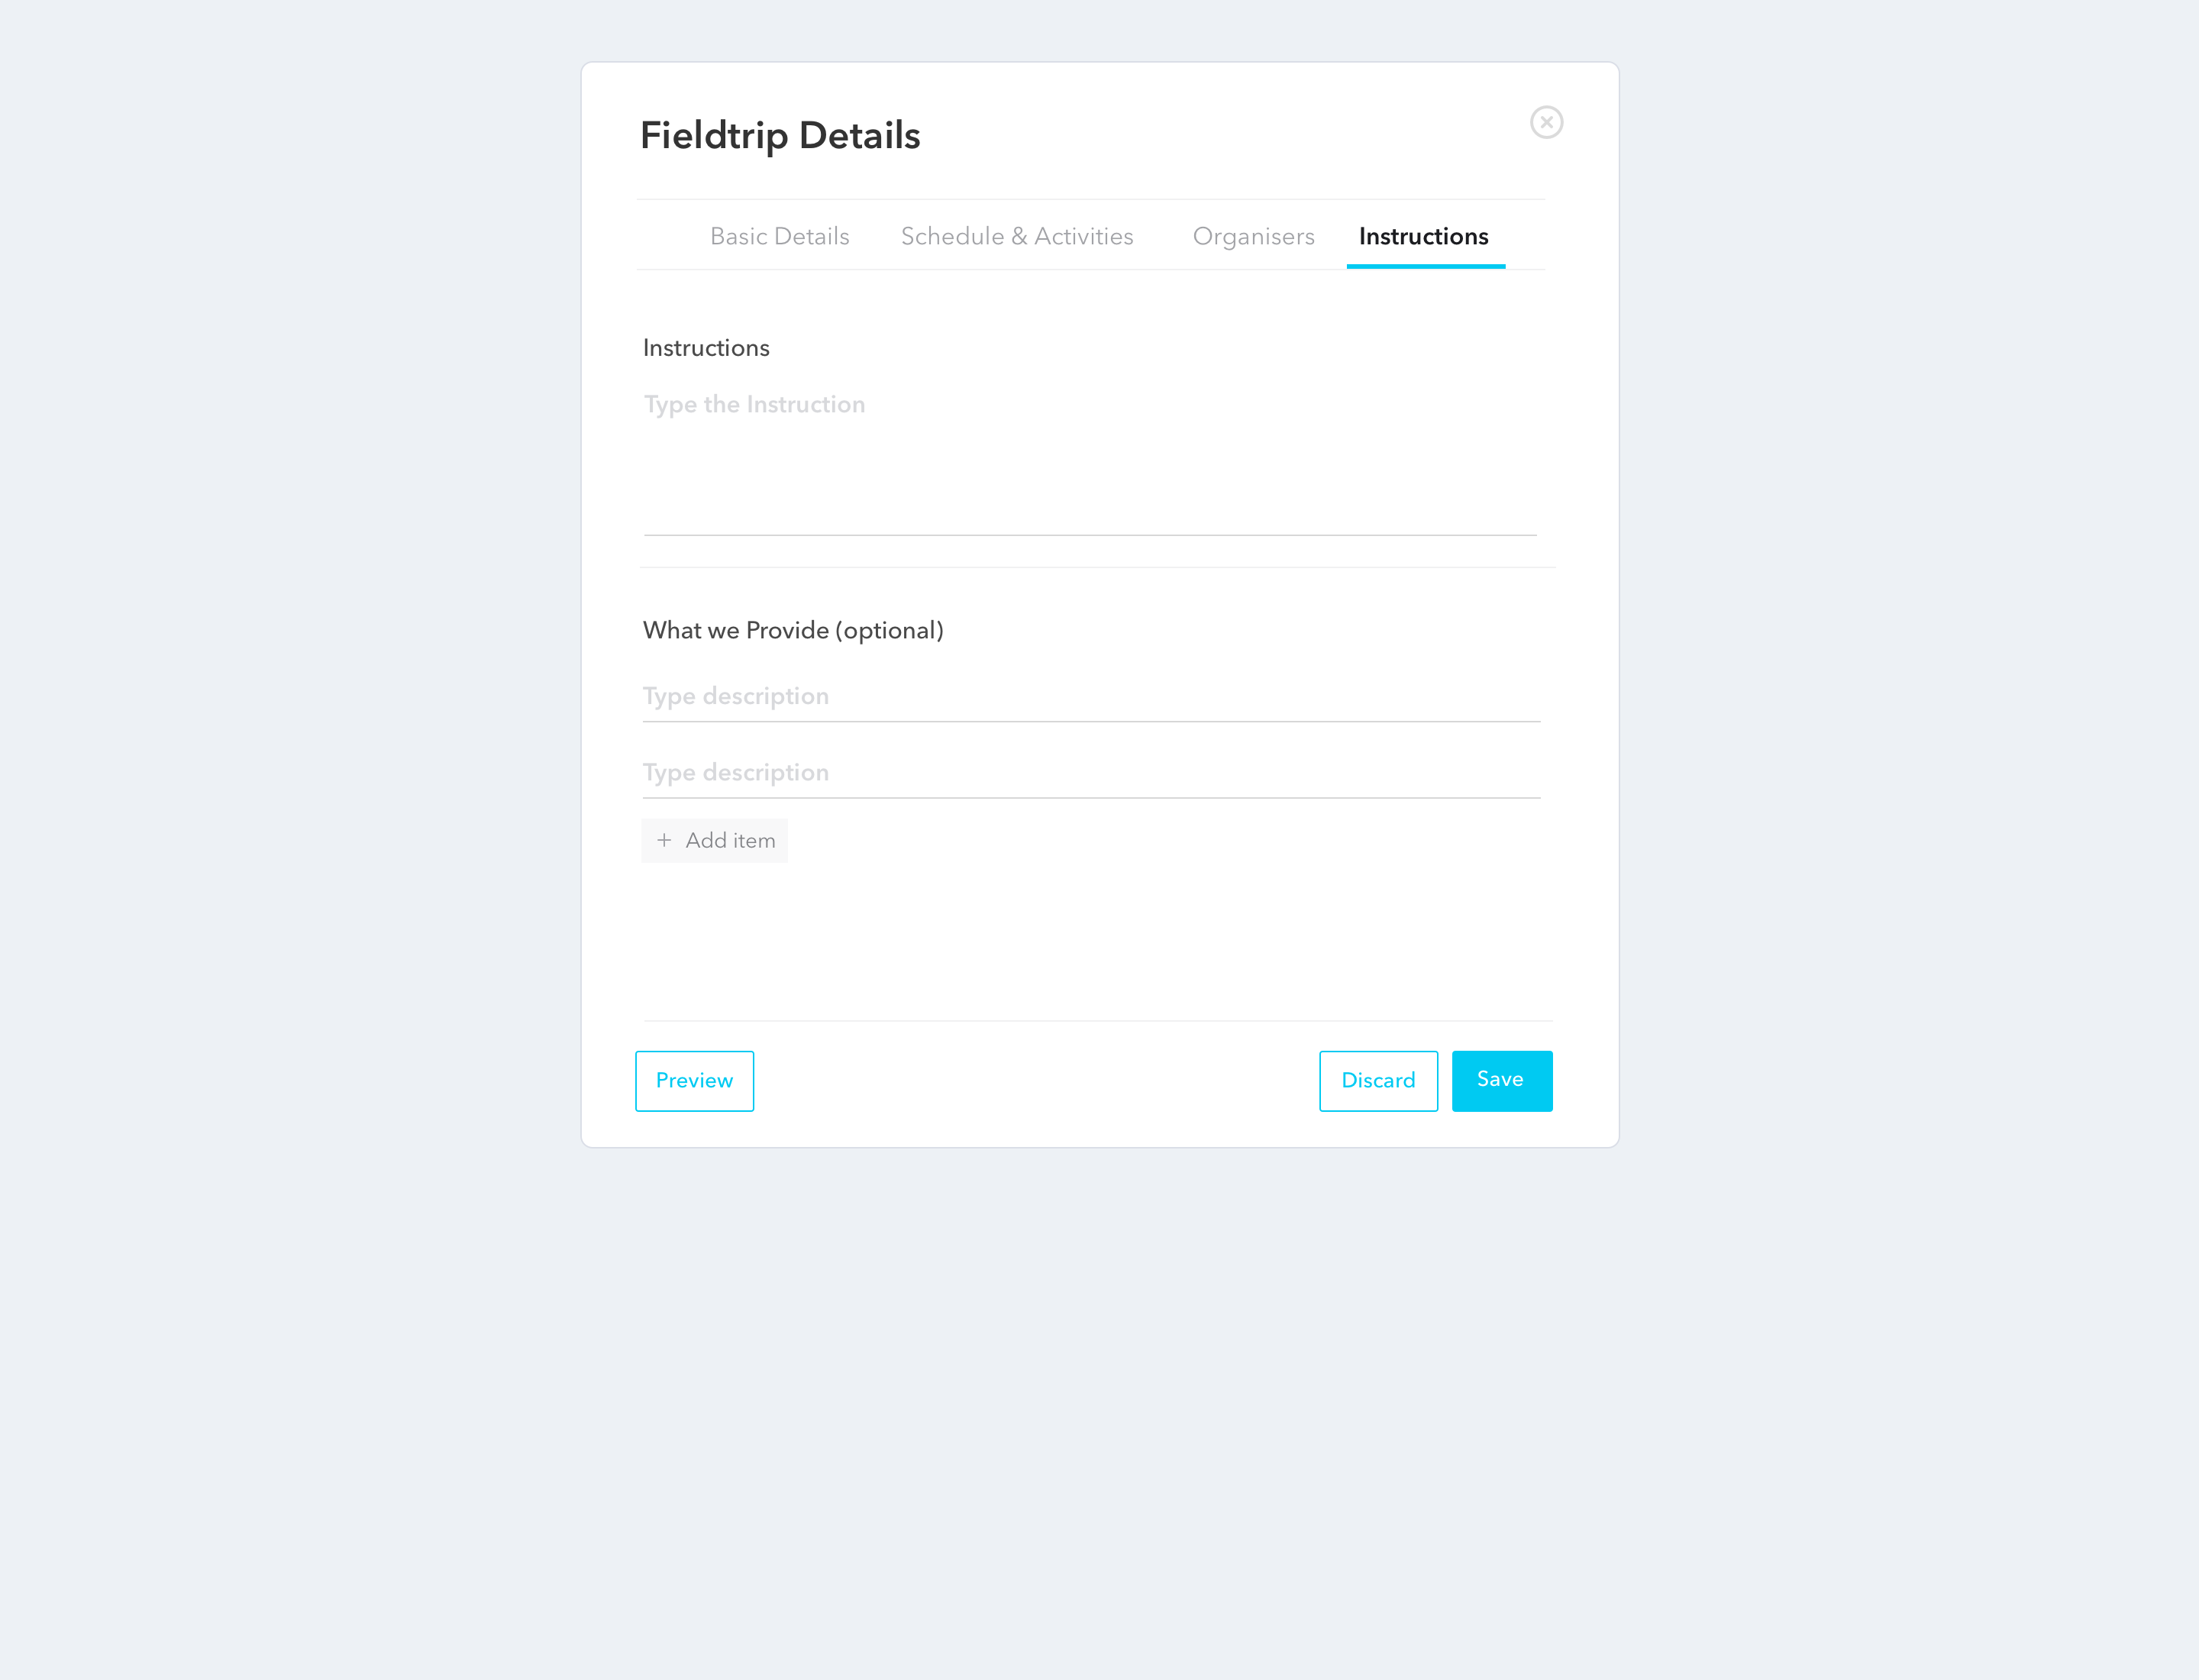 Fieldtrip Details
Basic Details Schedule & Activities Organisers Instructions
Instructions
Type the Instruction
What we Provide (optional)
Type description
Type description
+ Add item
Preview Discard Save